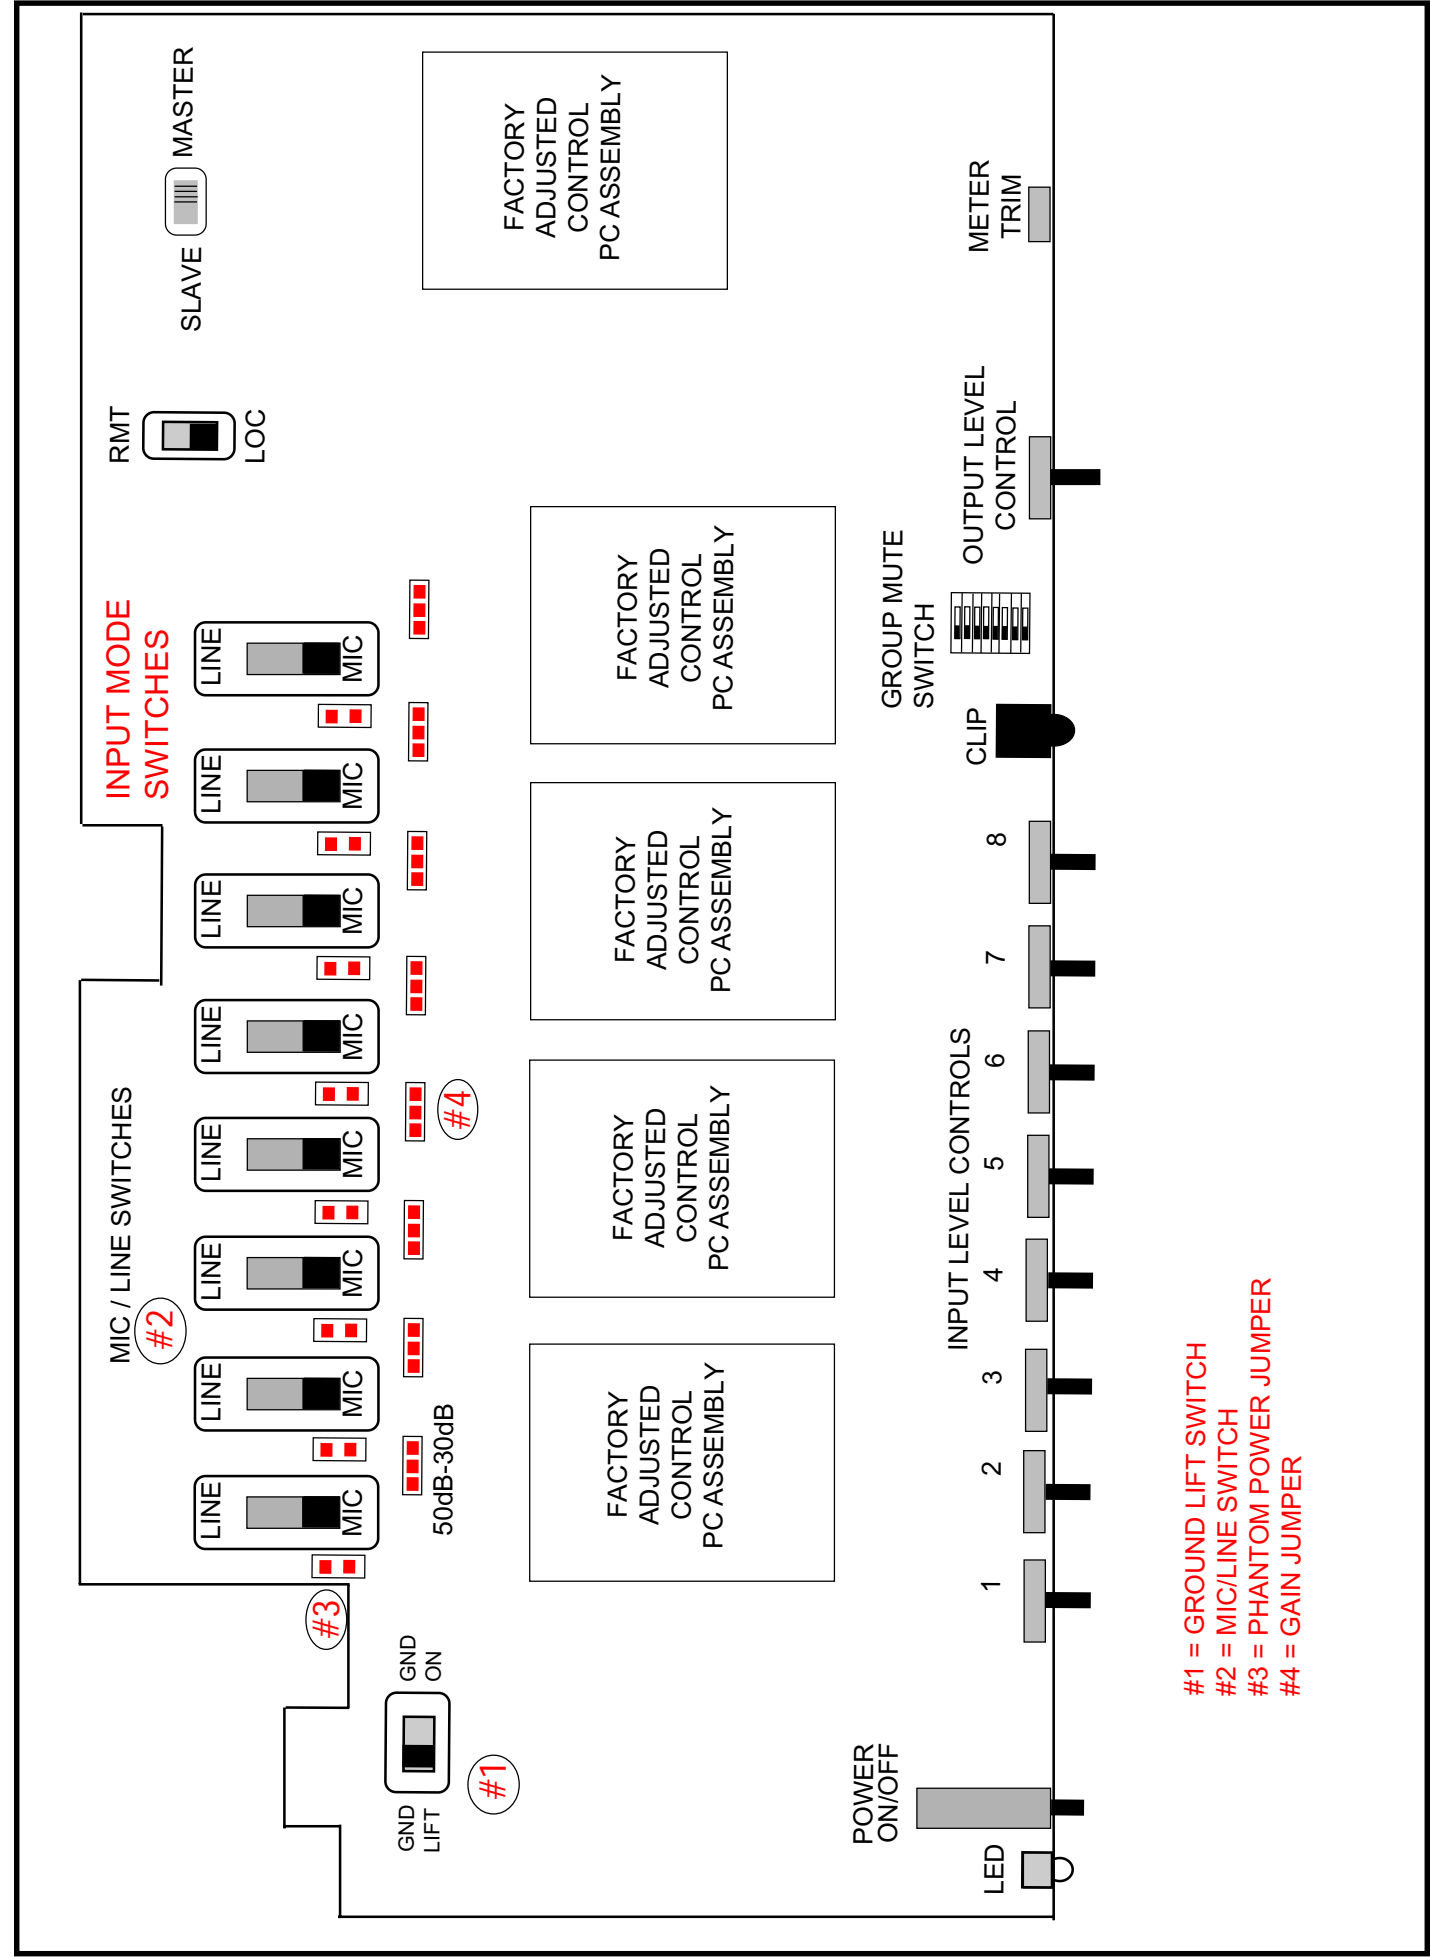 MIC / LINE SWITCHES
#2
INPUT MODE
SWITCHES
RMT
LOC
SLAVE
MASTER
LINE
MIC
LINE
MIC
LINE
MIC
LINE
MIC
LINE
MIC
LINE
MIC
LINE
MIC
LINE
MIC
#3
50dB-30dB
#4
GND
LIFT
GND
ON
#1
FACTORY
ADJUSTED
CONTROL
PC ASSEMBLY
FACTORY
ADJUSTED
CONTROL
PC ASSEMBLY
FACTORY
ADJUSTED
CONTROL
PC ASSEMBLY
FACTORY
ADJUSTED
CONTROL
PC ASSEMBLY
FACTORY
ADJUSTED
CONTROL
PC ASSEMBLY
POWER
ON/OFF
LED
INPUT LEVEL CONTROLS
1
2
3
4
5
6
7
8
CLIP
GROUP MUTE
SWITCH
OUTPUT LEVEL
CONTROL
METER
TRIM
#1 = GROUND LIFT SWITCH
#2 = MIC/LINE SWITCH
#3 = PHANTOM POWER JUMPER
#4 = GAIN JUMPER